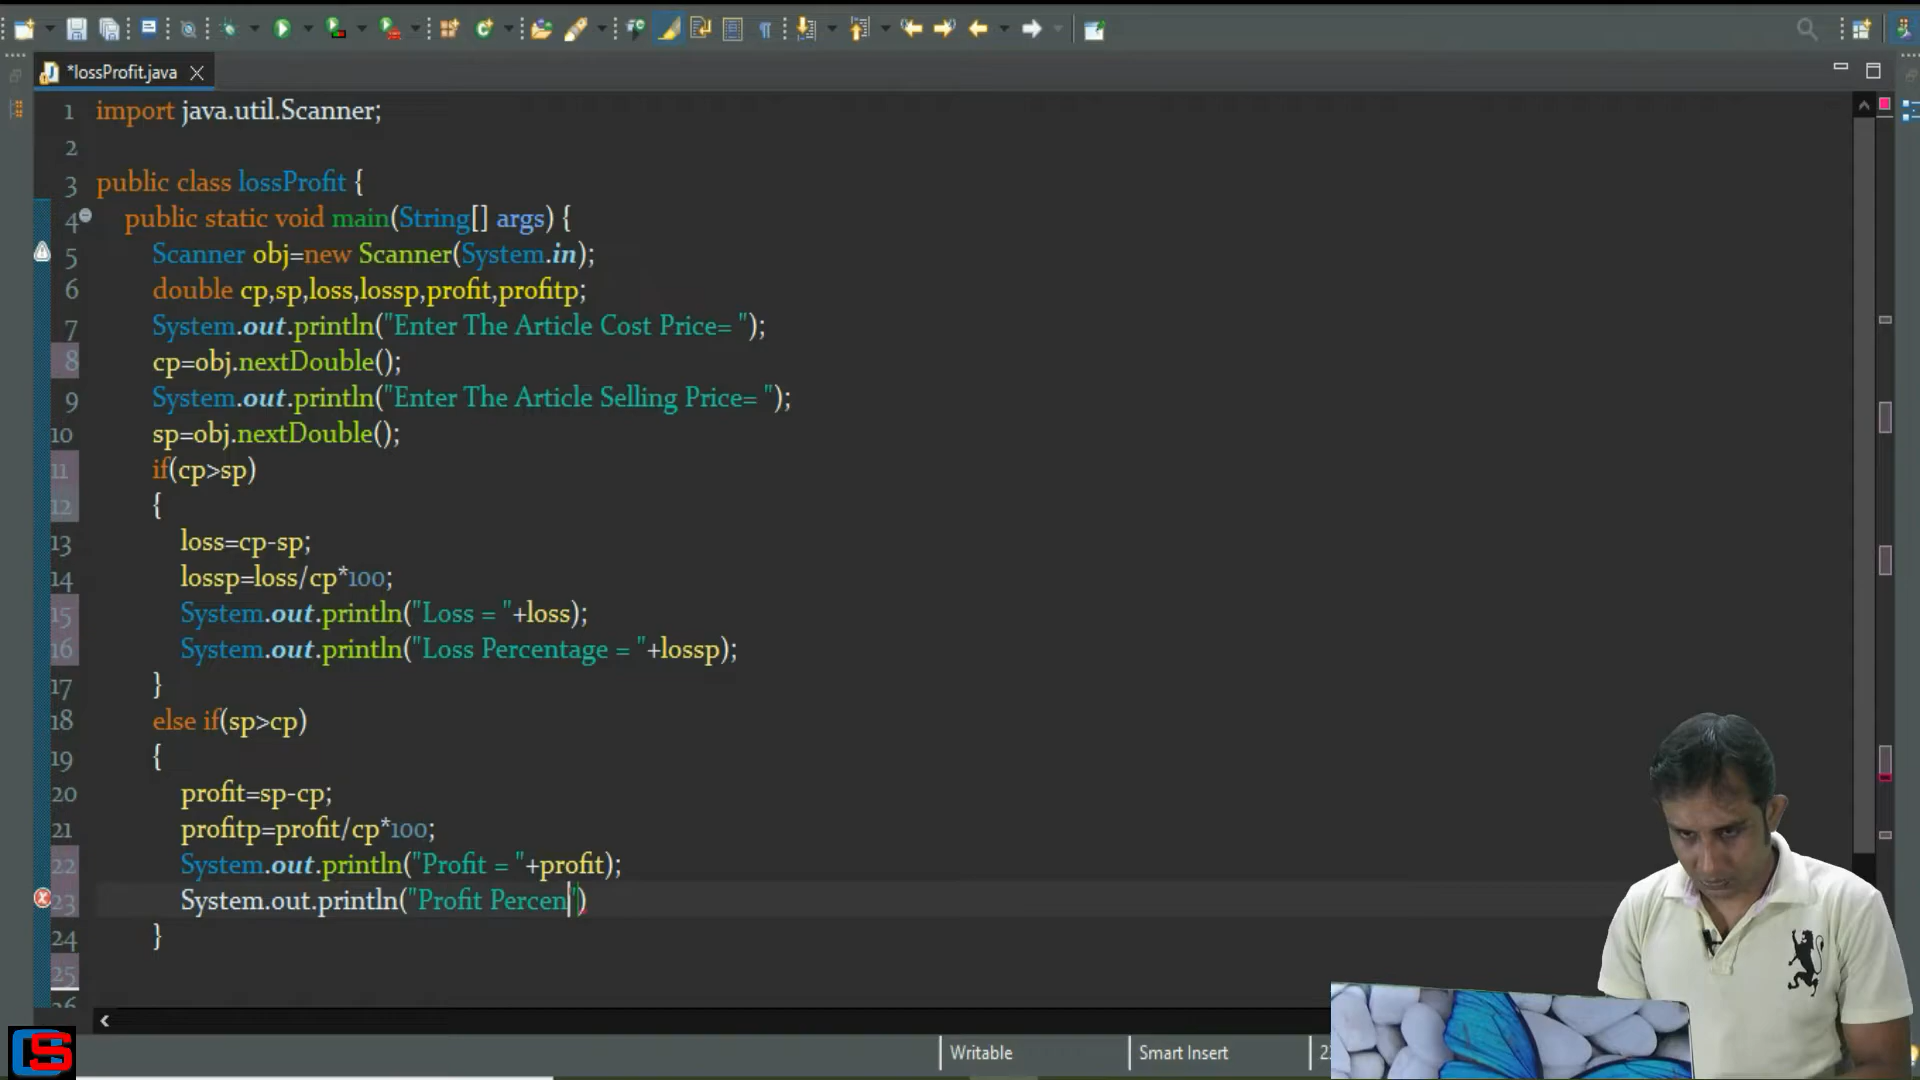 *lossProfit.java
1 import java.util.Scanner;
2
3 public class lossProfit {
4 public static void main(String[] args) {
5 Scanner obj=new Scanner(System.in);
6 double cp,sp,loss,lossp,profit,profitp;
7 System.out.println("Enter The Article Cost Price= ");
8 cp=obj.nextDouble();
9 System.out.println("Enter The Article Selling Price= ");
10 sp=obj.nextDouble();
11 if(cp>sp)
12 {
13 loss=cp-sp;
14 lossp=loss/cp*100;
15 System.out.println("Loss = "+loss);
16 System.out.println("Loss Percentage = "+lossp);
17 }
18 else if(sp>cp)
19 {
20 profit=sp-cp;
21 profitp=profit/cp*100;
22 System.out.println("Profit = "+profit);
23 System.out.println("Profit Percen")
24 }
25
26
Writable Smart Insert 2
CS